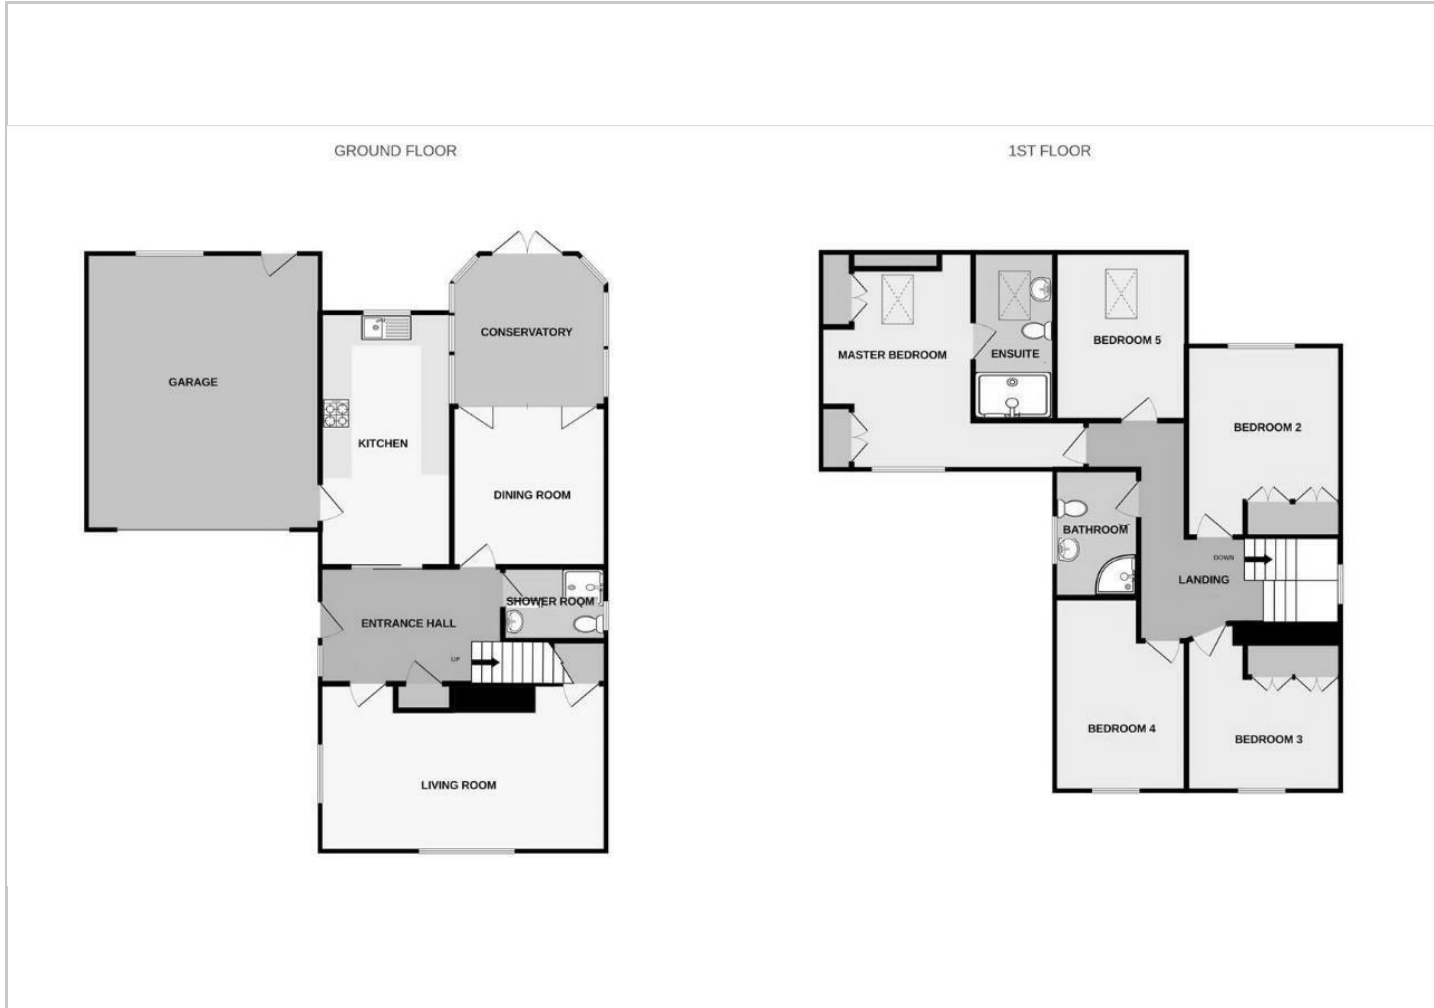 GROUND FLOOR
GARAGE
KITCHEN
CONSERVATORY
DINING ROOM
SHOWER ROOM
ENTRANCE HALL
UP
LIVING ROOM
1ST FLOOR
MASTER BEDROOM
ENSUITE
BEDROOM 5
BEDROOM 2
BATHROOM
DOWN
LANDING
BEDROOM 4
BEDROOM 3